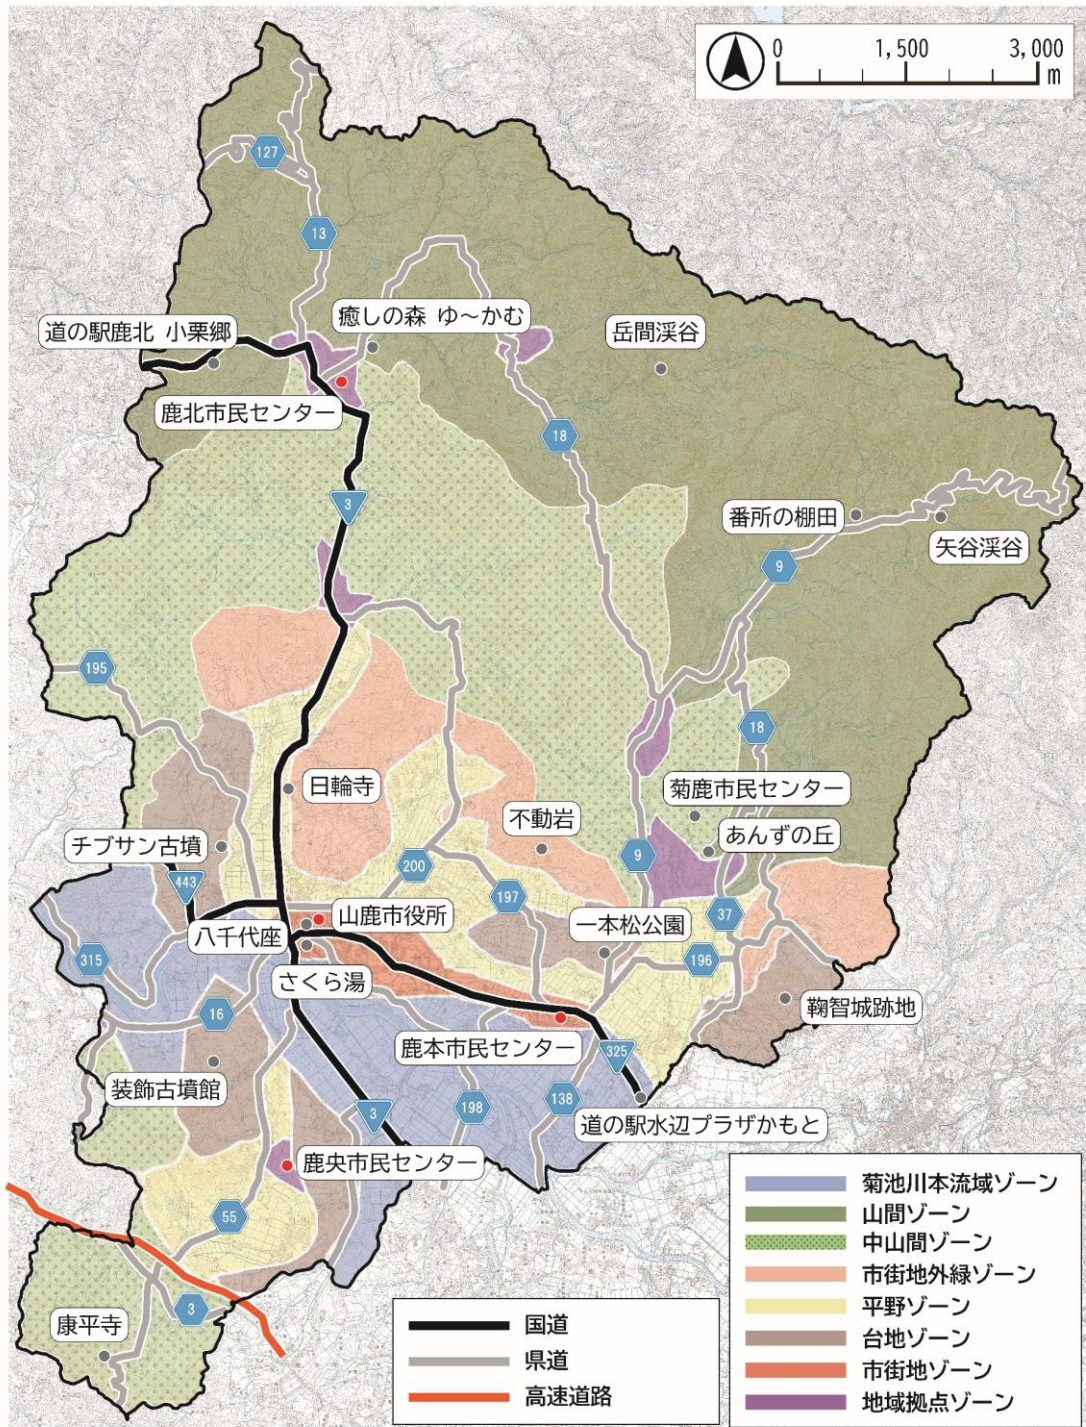 0 1,500 3,000
m
127
13
道の駅鹿北 小栗郷
癒しの森 ゆ〜かむ
岳間渓谷
鹿北市民センター
18
3
番所の棚田
矢谷渓谷
9
195
18
日輪寺
菊鹿市民センター
不動岩
あんずの丘
チブサン古墳
9
200
443
197
山鹿市役所
一本松公園
37
八千代座
315
さくら湯
196
16
鞠智城跡地
鹿本市民センター
325
装飾古墳館
3
198
138
道の駅水辺プラザかもと
鹿央市民センター
55
3
康平寺
国道
県道
高速道路
菊池川本流域ゾーン
山間ゾーン
中山間ゾーン
市街地外縁ゾーン
平野ゾーン
台地ゾーン
市街地ゾーン
地域拠点ゾーン